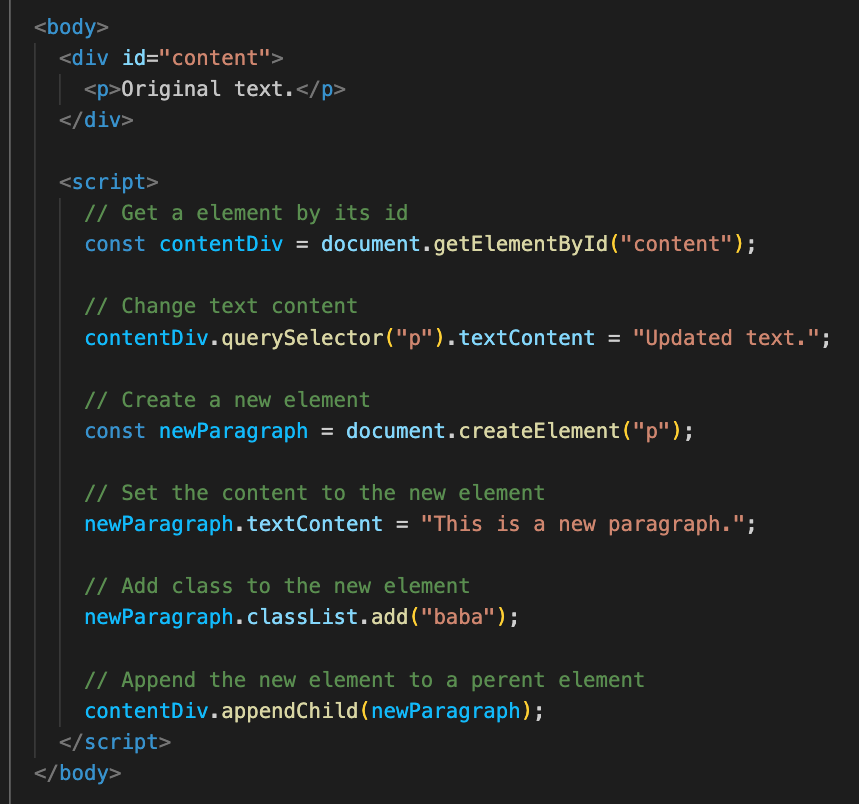 <body>
<div id="content">
<p>Original text.</p>
</div>
<script>
// Get a element by its id
const contentDiv = document.getElementById("content");
// Change text content
contentDiv.querySelector("p").textContent = "Updated text.";
// Create a new element
const newParagraph = document.createElement("p");
// Set the content to the new element
newParagraph.textContent = "This is a new paragraph.";
// Add class to the new element
newParagraph.classList.add("baba");
// Append the new element to a perent element
contentDiv.appendChild(newParagraph);
</script>
</body>